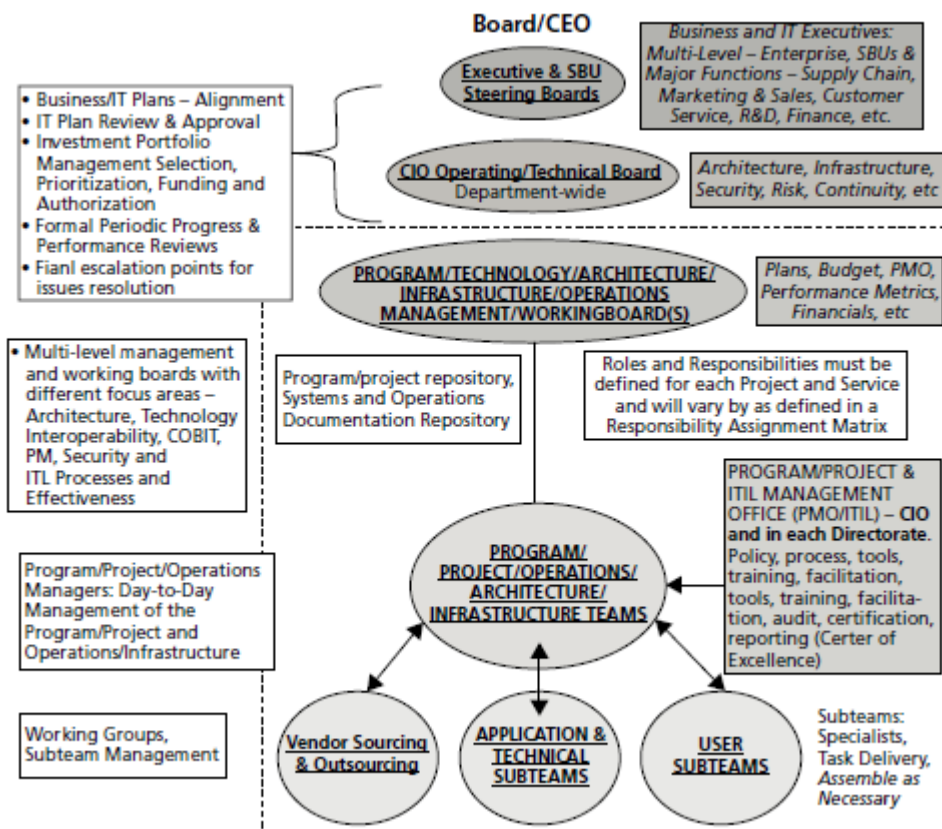 Board/CEO
Executive & SBU
Steering Boards
Business and IT Executives:
Multi-Level – Enterprise, SBUs &
Major Functions – Supply Chain,
Marketing & Sales, Customer
Service, R&D, Finance, etc.
• Business/IT Plans – Alignment
• IT Plan Review & Approval
• Investment Portfolio
Management Selection,
Prioritization, Funding and
Authorization
• Formal Periodic Progress &
Performance Reviews
• Fianl escalation points for
issues resolution
CIO Operating/Technical Board
Department-wide
Architecture, Infrastructure,
Security, Risk, Continuity, etc
PROGRAM/TECHNOLOGY/ARCHITECTURE/
INFRASTRUCTURE/OPERATIONS
MANAGEMENT/WORKINGBOARD(S)
Plans, Budget, PMO,
Performance Metrics,
Financials, etc
• Multi-level management
and working boards with
different focus areas –
Architecture, Technology
Interoperability, COBIT,
PM, Security and
ITL Processes and
Effectiveness
Program/project repository,
Systems and Operations
Documentation Repository
Roles and Responsibilities must be
defined for each Project and Service
and will vary by as defined in a
Responsibility Assignment Matrix
PROGRAM/PROJECT &
ITIL MANAGEMENT
OFFICE (PMO/ITIL) – CIO
and in each Directorate.
Policy, process, tools,
training, facilitation,
tools, training, facilita-
tion, audit, certification,
reporting (Certer of
Excellence)
PROGRAM/
PROJECT/OPERATIONS/
ARCHITECTURE/
INFRASTRUCTURE TEAMS
Program/Project/Operations
Managers: Day-to-Day
Management of the
Program/Project and
Operations/Infrastructure
Working Groups,
Subteam Management
Vendor Sourcing
& Outsourcing
APPLICATION &
TECHNICAL
SUBTEAMS
USER
SUBTEAMS
Subteams:
Specialists,
Task Delivery,
Assemble as
Necessary